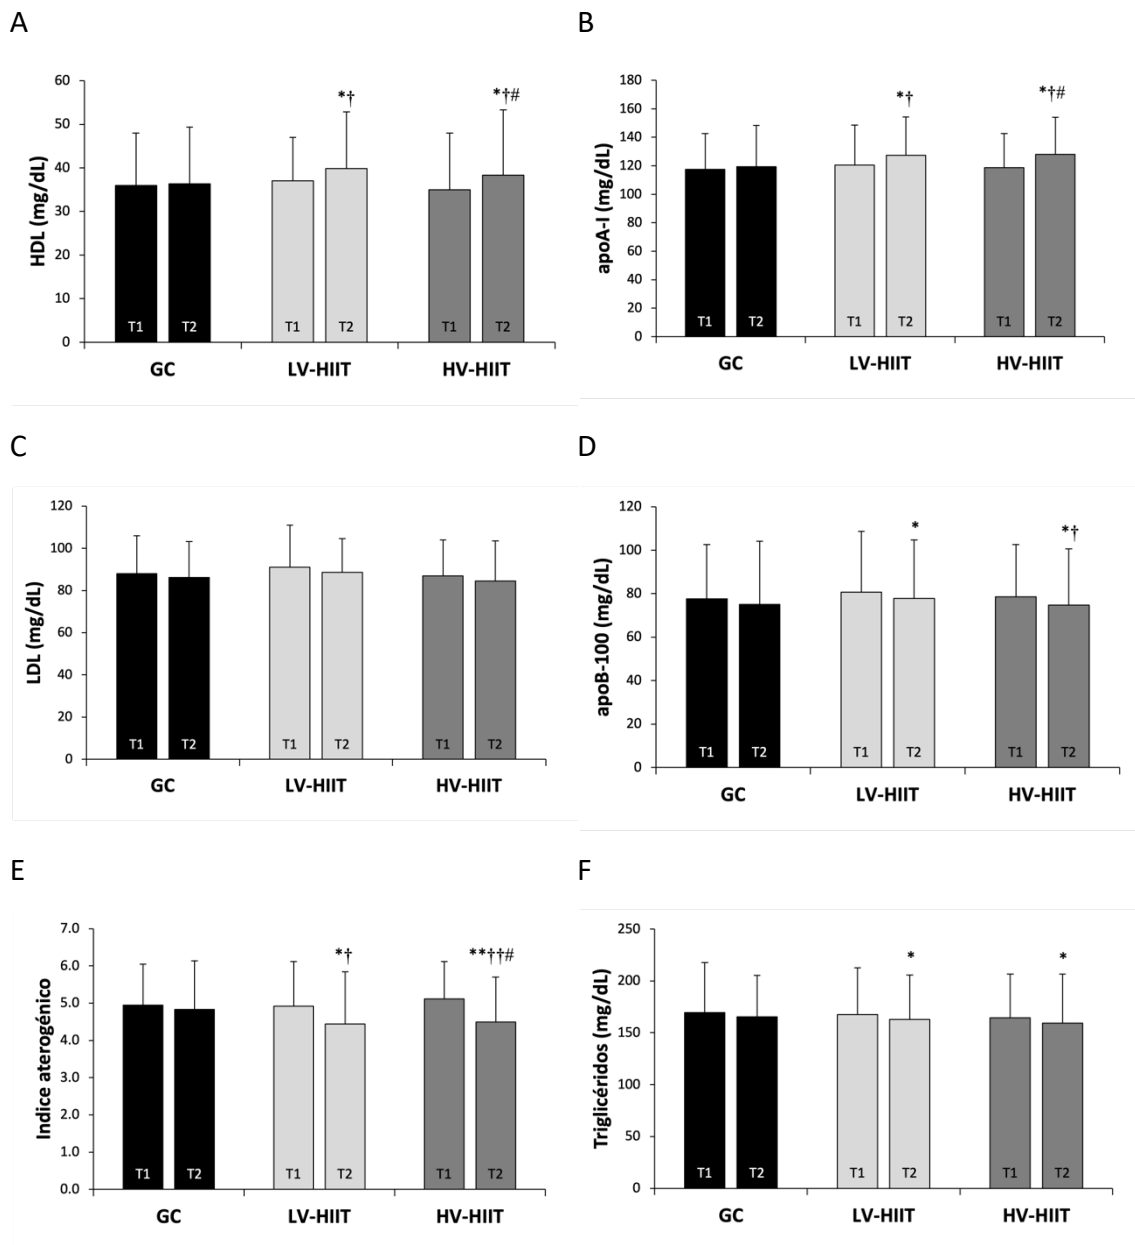 A
HDL (mg/dL)
60
50
40
30
20
10
0
*†
*†#
T1 T2 T1 T2 T1 T2
GC LV-HIIT HV-HIIT
B
apoA-I (mg/dL)
180
160
140
120
100
80
60
40
20
0
*†
*†#
T1 T2 T1 T2 T1 T2
GC LV-HIIT HV-HIIT
C
LDL (mg/dL)
120
100
80
60
40
20
0
T1 T2 T1 T2 T1 T2
GC LV-HIIT HV-HIIT
D
apoB-100 (mg/dL)
120
100
80
60
40
20
0
*
*†
T1 T2 T1 T2 T1 T2
GC LV-HIIT HV-HIIT
E
Indice aterogénico
7.0
6.0
5.0
4.0
3.0
2.0
1.0
0.0
*†
**††#
T1 T2 T1 T2 T1 T2
GC LV-HIIT HV-HIIT
F
Triglicéridos (mg/dL)
250
200
150
100
50
0
*
*
T1 T2 T1 T2 T1 T2
GC LV-HIIT HV-HIIT